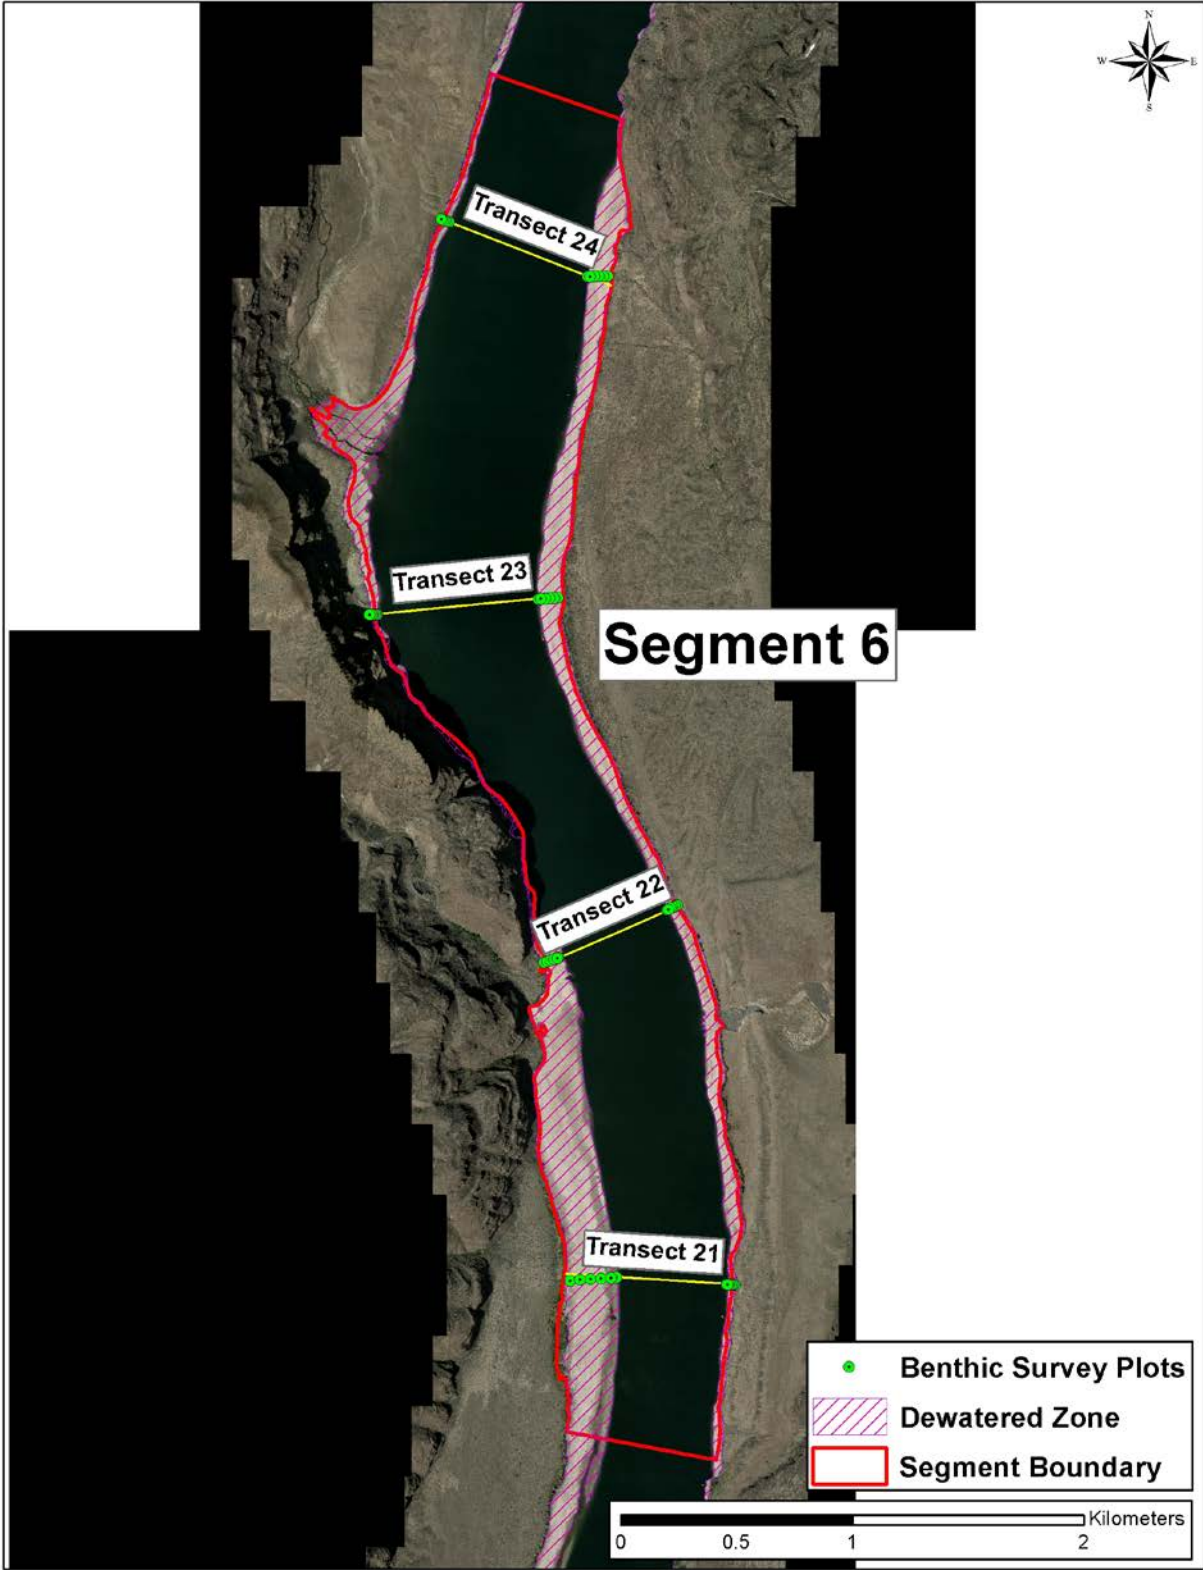 N
W E
S
Transect 24
Transect 23
Segment 6
Transect 22
Transect 21
Benthic Survey Plots
Dewatered Zone
Segment Boundary
Kilometers
0 0.5 1 2